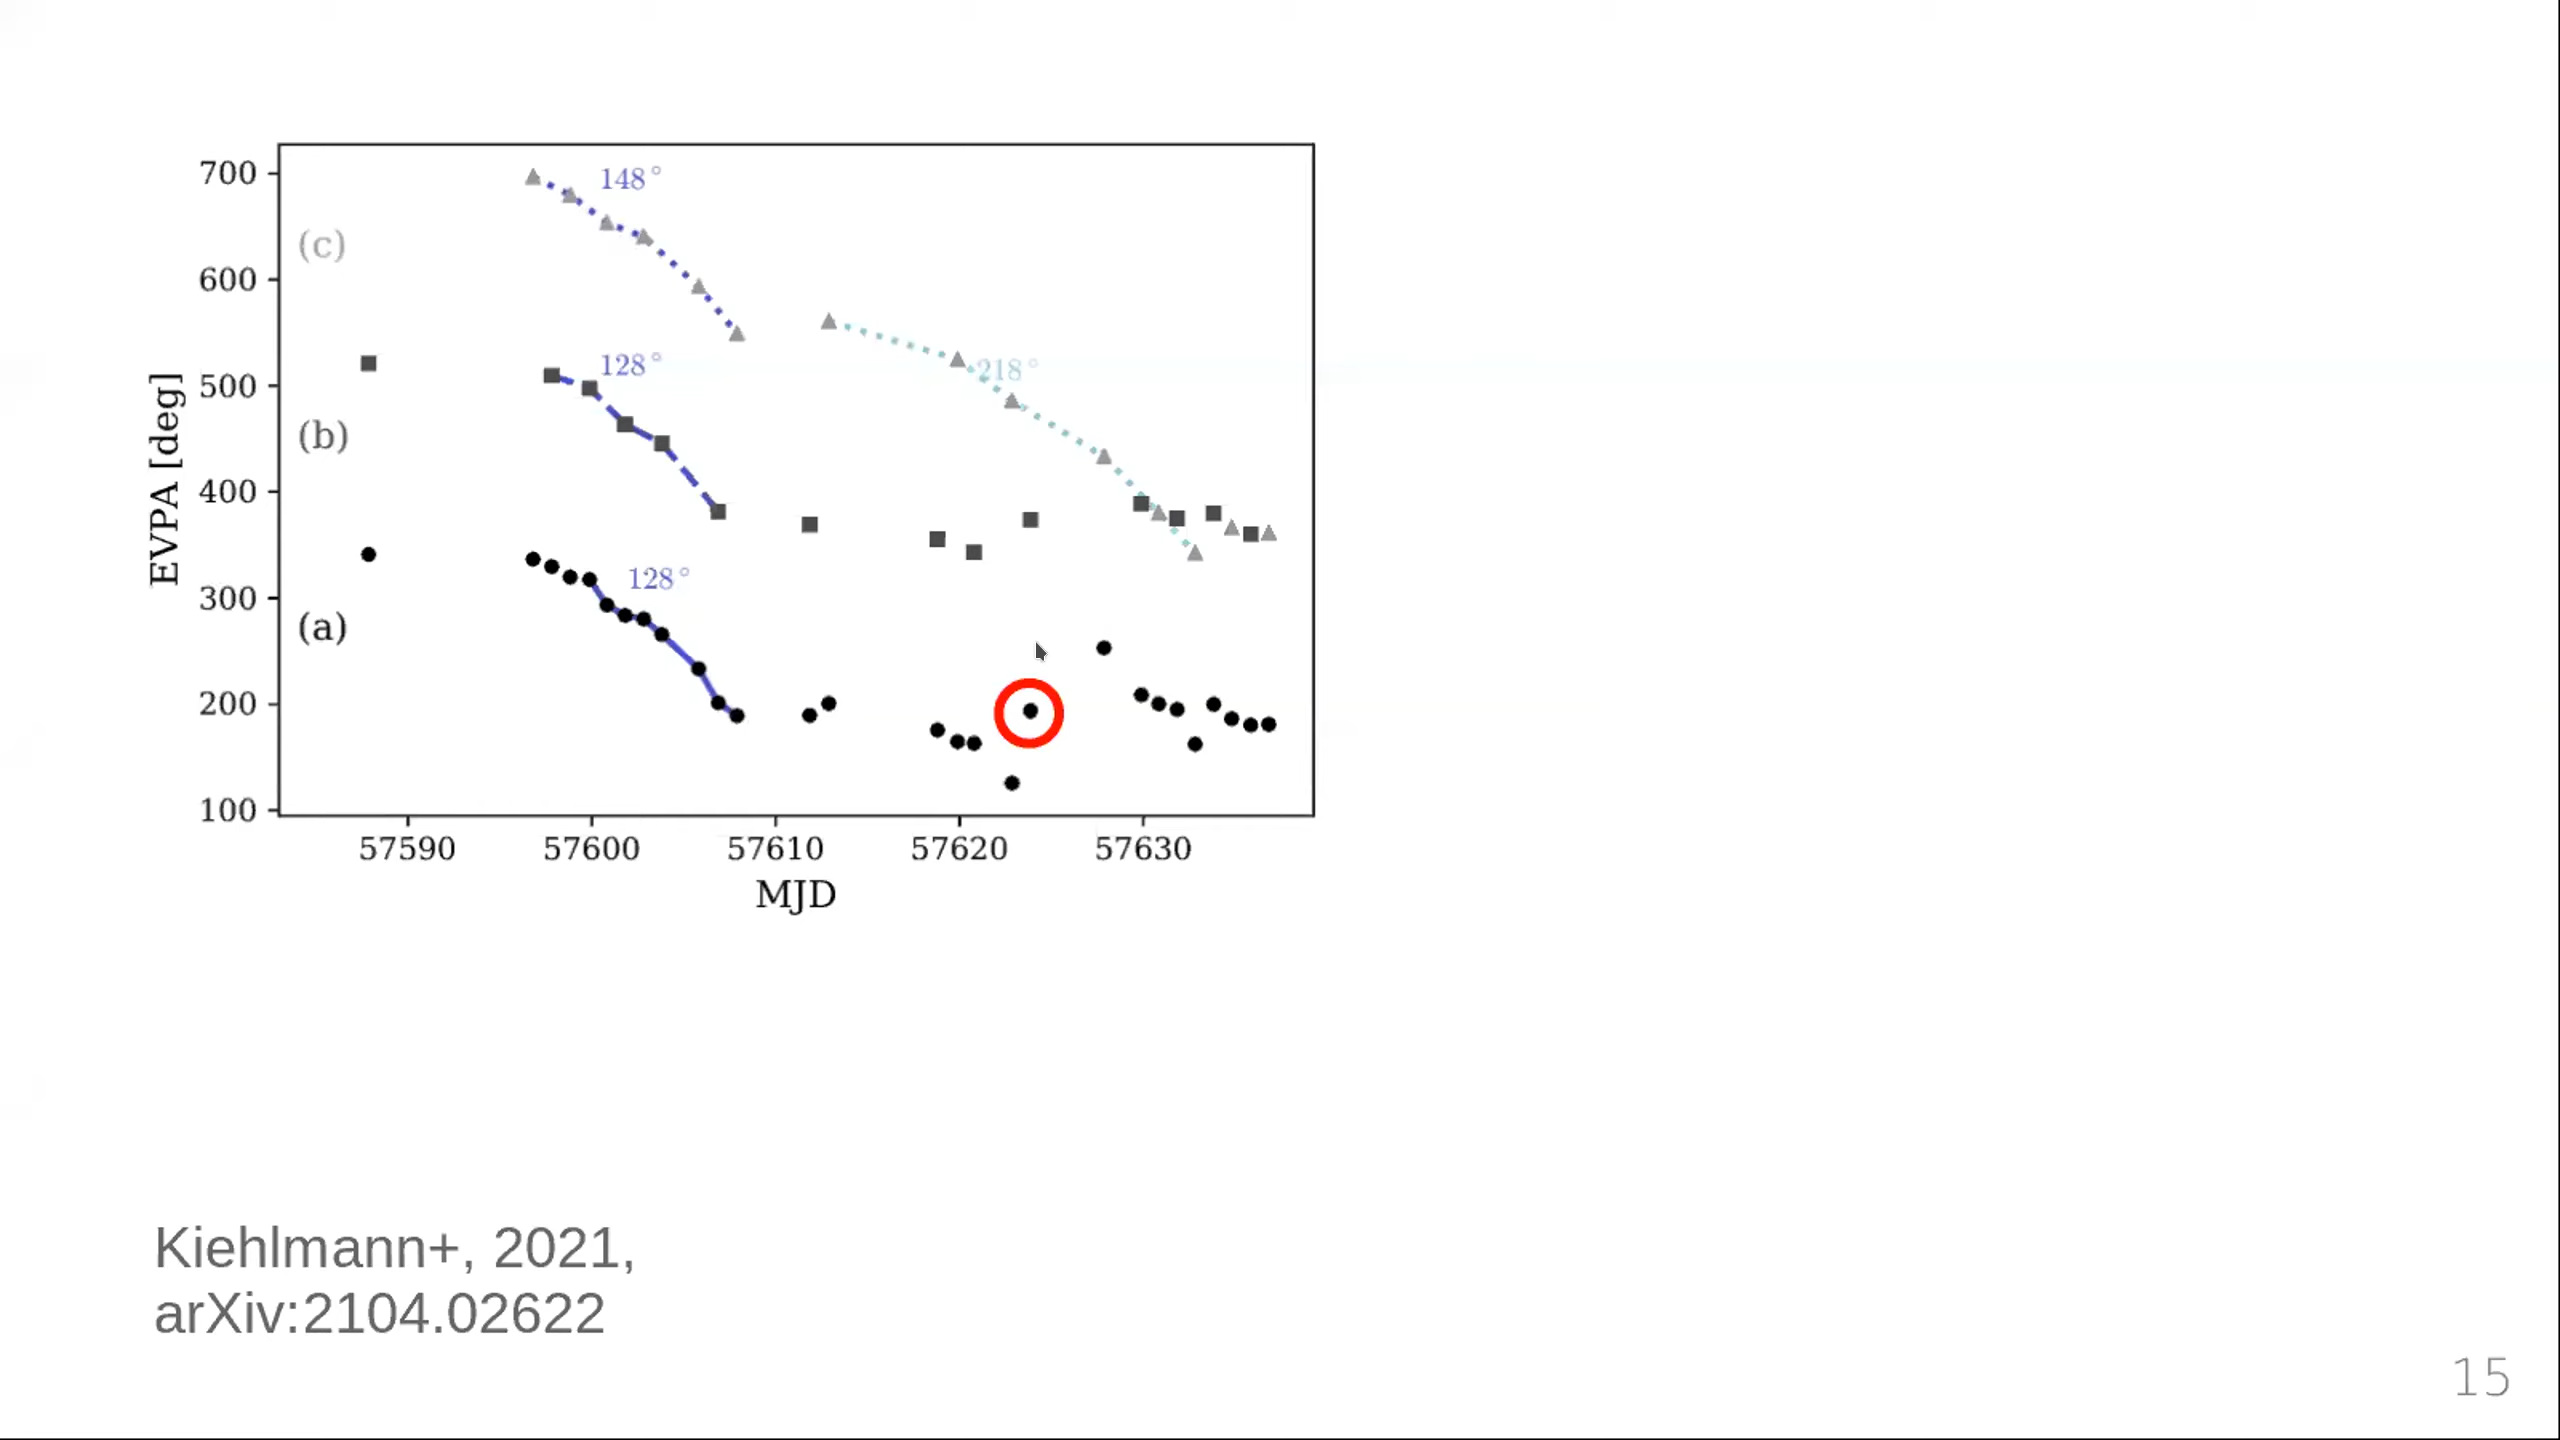 700
600
500
400
300
200
100
EVPA [deg]
(c)
(b)
(a)
148°
128°
128°
218°
57590 57600 57610 57620 57630
MJD
Kiehlmann+, 2021,
arXiv:2104.02622
15